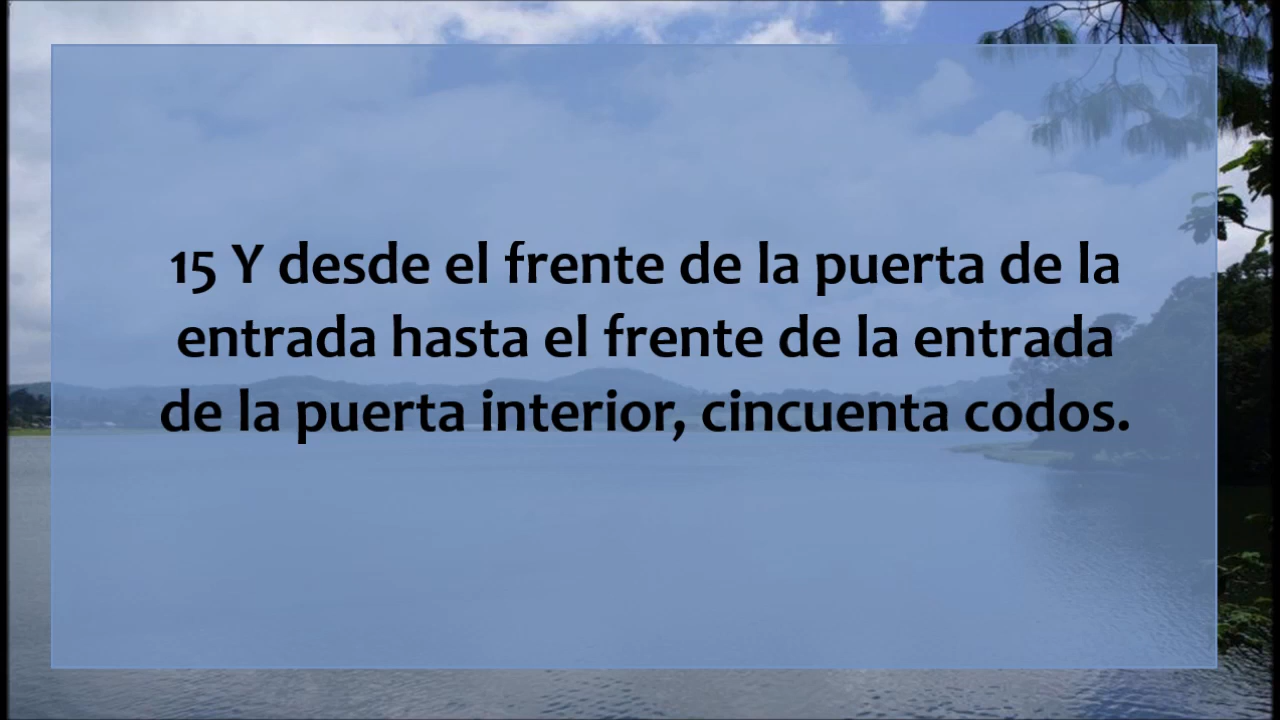 15 Y desde el frente de la puerta de la
entrada hasta el frente de la entrada
de la puerta interior, cincuenta codos.